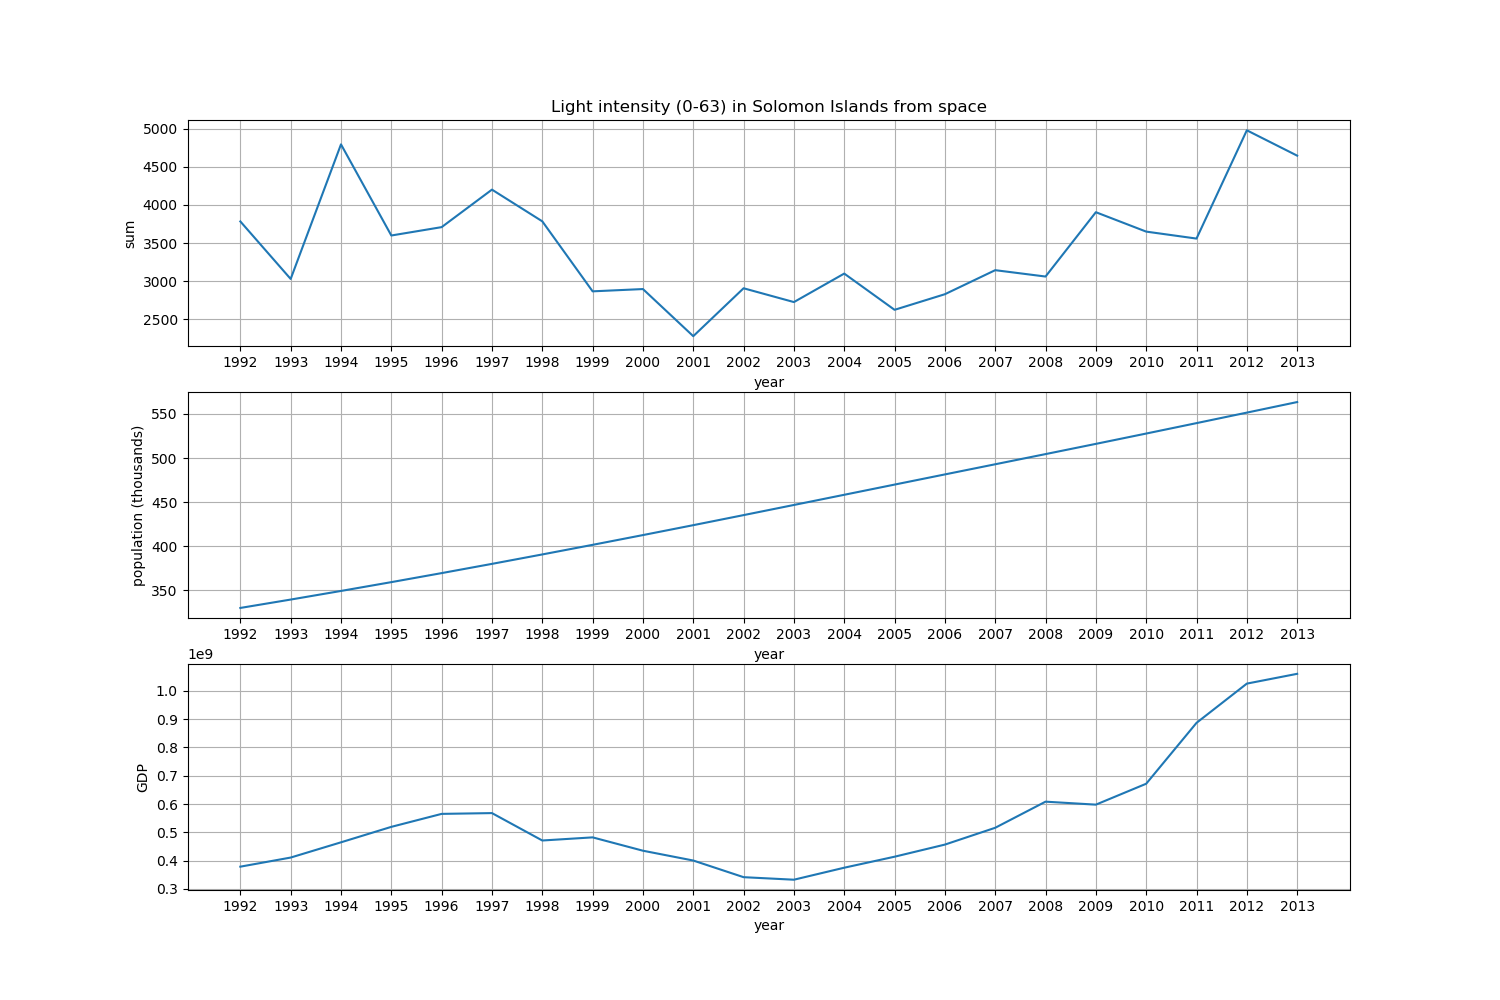 Light intensity (0-63) in Solomon Islands from space
5000
4500
4000
3500
3000
2500
sum
1992 1993 1994 1995 1996 1997 1998 1999 2000 2001 2002 2003 2004 2005 2006 2007 2008 2009 2010 2011 2012 2013
year
550
500
450
400
350
population (thousands)
1992 1993 1994 1995 1996 1997 1998 1999 2000 2001 2002 2003 2004 2005 2006 2007 2008 2009 2010 2011 2012 2013
year
1e9
1.0
0.9
0.8
0.7
0.6
0.5
0.4
0.3
GDP
1992 1993 1994 1995 1996 1997 1998 1999 2000 2001 2002 2003 2004 2005 2006 2007 2008 2009 2010 2011 2012 2013
year